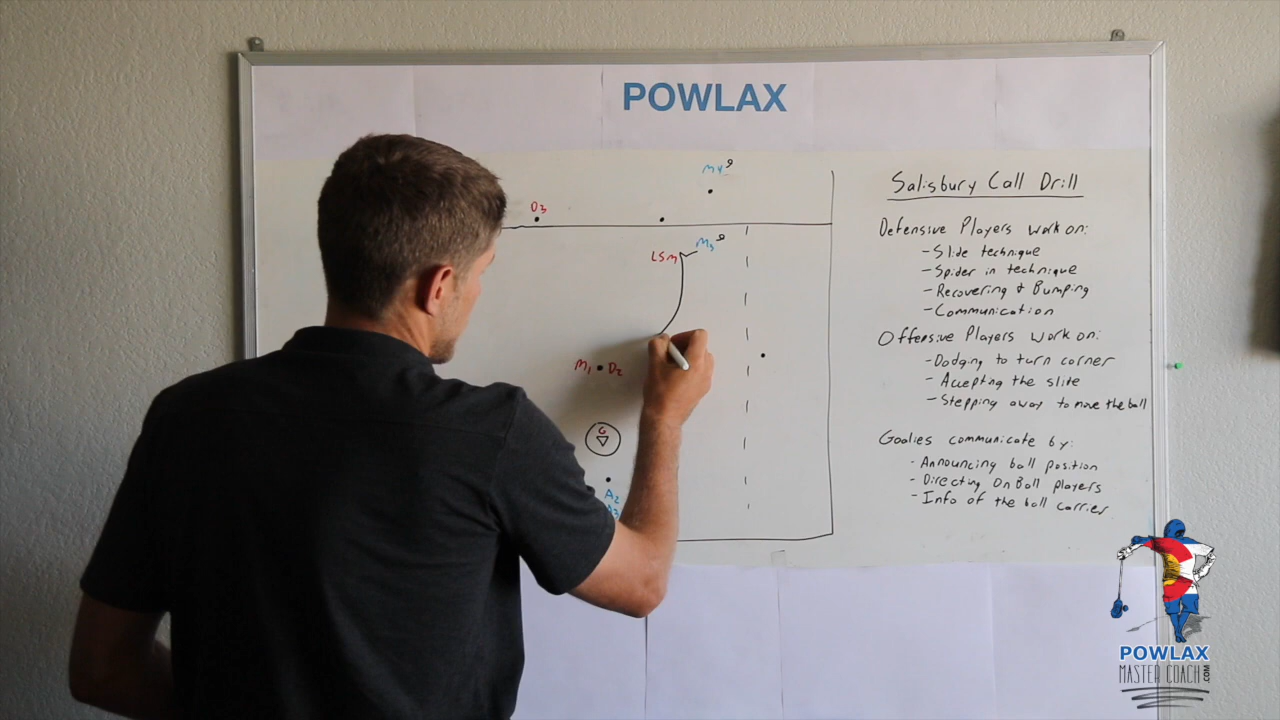 POWLAX
M4
D3
M3
LSM
M1 D2
G
A2
Salisbury Call Drill
Defensive Players work on:
- Slide technique
- Spider in technique
- Recovering & Bumping
- Communication
Offensive Players work on:
- Dodging to turn corner
- Accepting the slite
- Stepping away to move the ball
Goalies communicate by:
- Announcing ball position
- Directing On Ball players
- Info of the ball carrier
POWLAX
MASTER COACH.COM